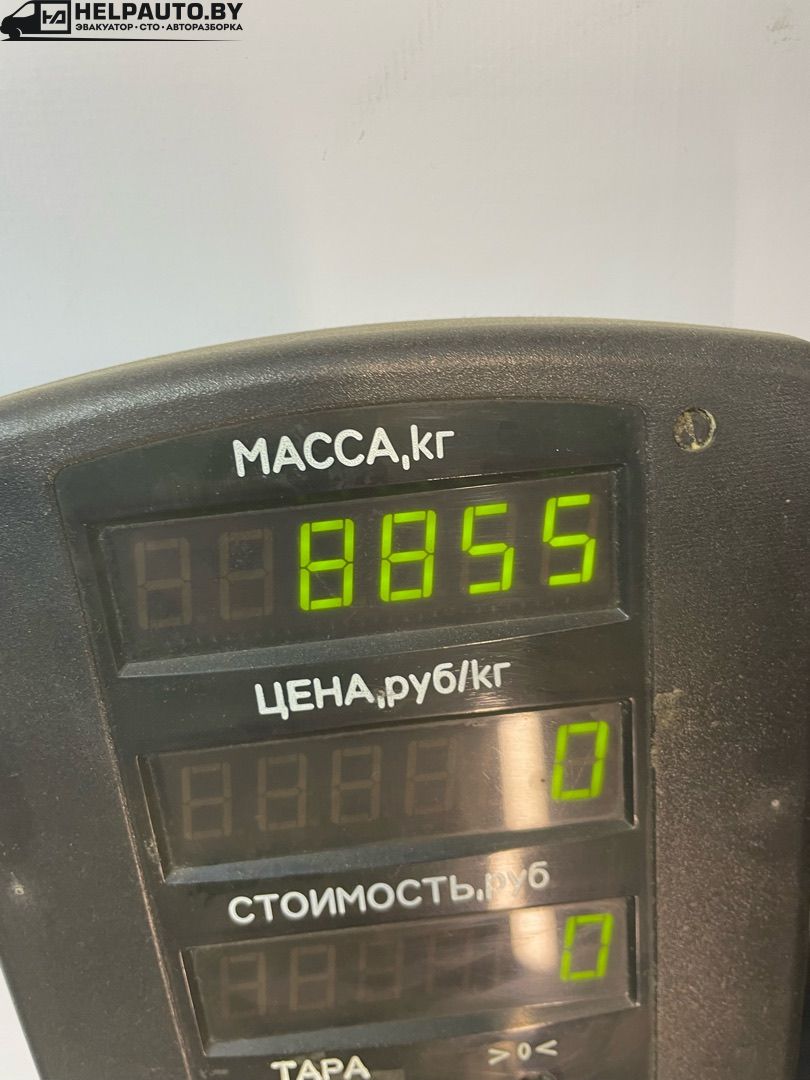 HELPAUTO.BY
ЭВАКУАТОР•СТО•АВТОРАЗБОРКА
МАССА,кг
8855
ЦЕНА,руб/кг
0
СТОИМОСТЬ,руб
0
>0<
ТАРА